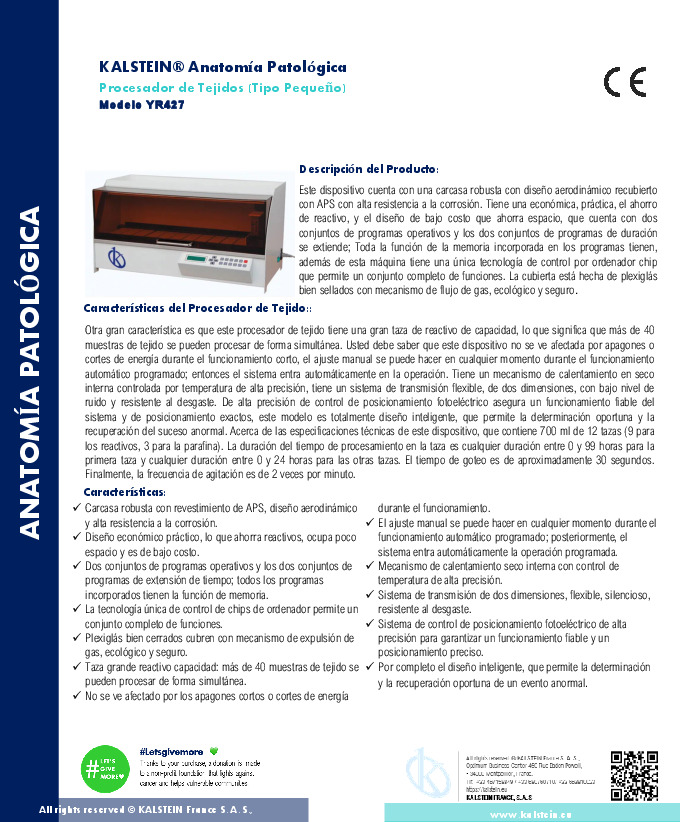 KALSTEIN® Anatomía Patológica
Procesador de Tejidos (Tipo Pequeño)
Modelo YR427
CE
ANATOMÍA PATOLÓGICA
Descripción del Producto:
Este dispositivo cuenta con una carcasa robusta con diseño aerodinámico recubierto
con APS con alta resistencia a la corrosión. Tiene una económica, práctica, el ahorro
de reactivo, y el diseño de bajo costo que ahorra espacio, que cuenta con dos
conjuntos de programas operativos y los dos conjuntos de programas de duración
se extiende; Toda la función de la memoria incorporada en los programas tienen,
además de esta máquina tiene una única tecnología de control por ordenador chip
que permite un conjunto completo de funciones. La cubierta está hecha de plexiglás
bien sellados con mecanismo de flujo de gas, ecológico y seguro.
Características del Procesador de Tejido::
Otra gran característica es que este procesador de tejido tiene una gran taza de reactivo de capacidad, lo que significa que más de 40
muestras de tejido se pueden procesar de forma simultánea. Usted debe saber que este dispositivo no se ve afectada por apagones o
cortes de energía durante el funcionamiento corto, el ajuste manual se puede hacer en cualquier momento durante el funcionamiento
automático programado; entonces el sistema entra automáticamente en la operación. Tiene un mecanismo de calentamiento en seco
interna controlada por temperatura de alta precisión, tiene un sistema de transmisión flexible, de dos dimensiones, con bajo nivel de
ruido y resistente al desgaste. De alta precisión de control de posicionamiento fotoeléctrico asegura un funcionamiento fiable del
sistema y de posicionamiento exactos, este modelo es totalmente diseño inteligente, que permite la determinación oportuna y la
recuperación del suceso anormal. Acerca de las especificaciones técnicas de este dispositivo, que contiene 700 ml de 12 tazas (9 para
los reactivos, 3 para la parafina). La duración del tiempo de procesamiento en la taza es cualquier duración entre 0 y 99 horas para la
primera taza y cualquier duración entre 0 y 24 horas para las otras tazas. El tiempo de goteo es de aproximadamente 30 segundos.
Finalmente, la frecuencia de agitación es de 2 veces por minuto.
Características:
✓ Carcasa robusta con revestimiento de APS, diseño aerodinámico
y alta resistencia a la corrosión.
✓ Diseño económico práctico, lo que ahorra reactivos, ocupa poco
espacio y es de bajo costo.
✓ Dos conjuntos de programas operativos y los dos conjuntos de
programas de extensión de tiempo; todos los programas
incorporados tienen la función de memoria.
✓ La tecnología única de control de chips de ordenador permite un
conjunto completo de funciones.
✓ Plexiglás bien cerrados cubren con mecanismo de expulsión de
gas, ecológico y seguro.
✓ Taza grande reactivo capacidad: más de 40 muestras de tejido se
pueden procesar de forma simultánea.
✓ No se ve afectado por los apagones cortos o cortes de energía
durante el funcionamiento.
✓ El ajuste manual se puede hacer en cualquier momento durante el
funcionamiento automático programado; posteriormente, el
sistema entra automáticamente la operación programada.
✓ Mecanismo de calentamiento seco interna con control de
temperatura de alta precisión.
✓ Sistema de transmisión de dos dimensiones, flexible, silencioso,
resistente al desgaste.
✓ Sistema de control de posicionamiento fotoeléctrico de alta
precisión para garantizar un funcionamiento fiable y un
posicionamiento preciso.
✓ Por completo el diseño inteligente, que permite la determinación
y la recuperación oportuna de un evento anormal.
# LET'S
GIVE
MORE
#Letsgivemore
Thanks to your purchase, a donation is made
to a non-profit foundation that fights against
cancer and helps vulnerable communities
All rights reserved © KALSTEIN France S. A. S.,
Optimum Business Center 450 Rue Baden Powell,
• 34000 Montpellier, France.
https://kalstein.eu
KALSTEIN FRANCE, S.A.S
All rights reserved © KALSTEIN France S. A. S.,
www.kalstein.eu